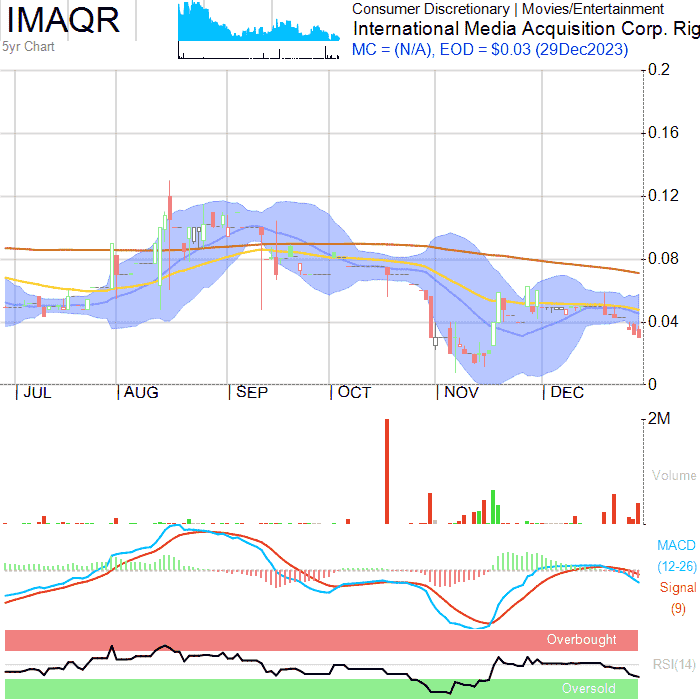 IMAQR
5yr Chart
Consumer Discretionary | Movies/Entertainment
International Media Acquisition Corp. Rig
MC = (N/A), EOD = $0.03 (29Dec2023)
0.2
0.16
0.12
0.08
0.04
0
JUL AUG SEP OCT NOV DEC
2M
Volume
MACD
(12-26)
Signal
(9)
Overbought
RSI(14)
Oversold